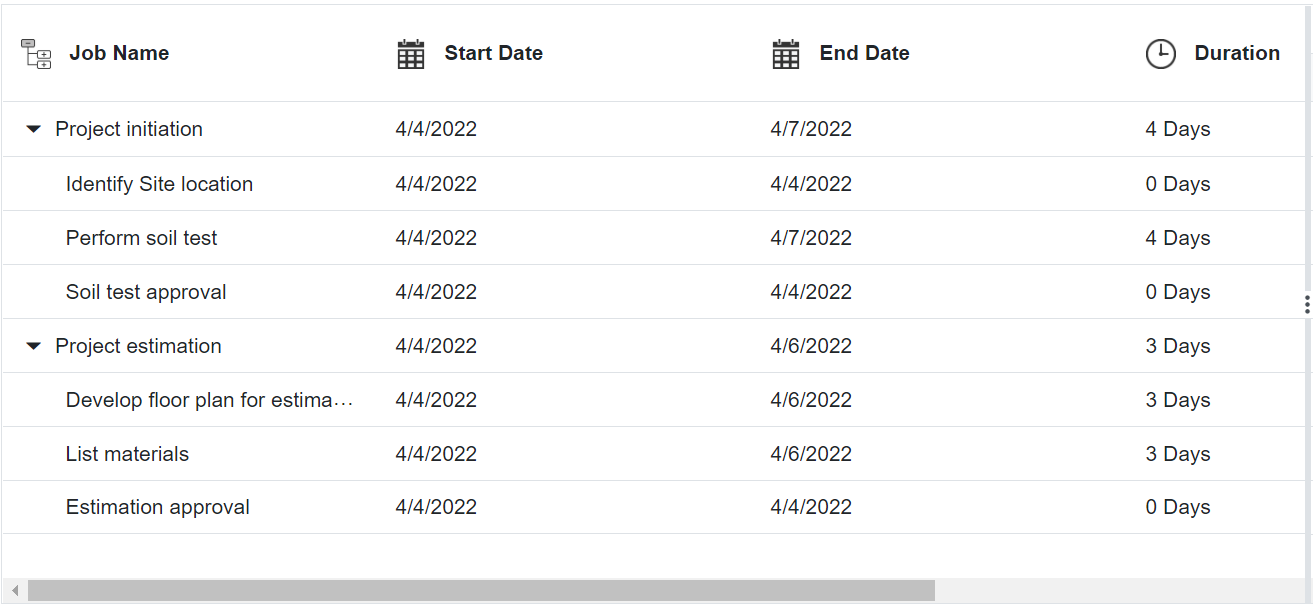 Job Name Start Date End Date Duration
Project initiation 4/4/2022 4/7/2022 4 Days
Identify Site location 4/4/2022 4/4/2022 0 Days
Perform soil test 4/4/2022 4/7/2022 4 Days
Soil test approval 4/4/2022 4/4/2022 0 Days
Project estimation 4/4/2022 4/6/2022 3 Days
Develop floor plan for estima... 4/4/2022 4/6/2022 3 Days
List materials 4/4/2022 4/6/2022 3 Days
Estimation approval 4/4/2022 4/4/2022 0 Days